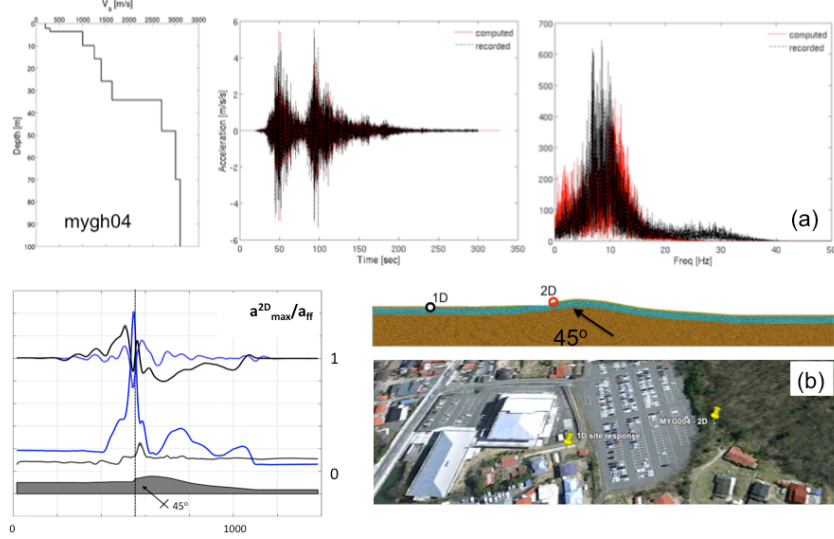 V_s [m/s]
0 500 1000 1500 2000 2500 3000 3500
0
10
20
30
40
50
60
70
80
90
100
Depth [m]
mygh04
6
4
2
0
-2
-4
-6
Acceleration [m/s/s]
0 50 100 150 200 250 300 350
Time [sec]
computed
recorded
700
600
500
400
300
200
100
0
0 10 20 30 40 50
Freq [Hz]
computed
recorded
(a)
a^2D_max/a_ff
1
0
45°
0 1000
1D
2D
45°
(b)
1D site response
MYG004 - 2D